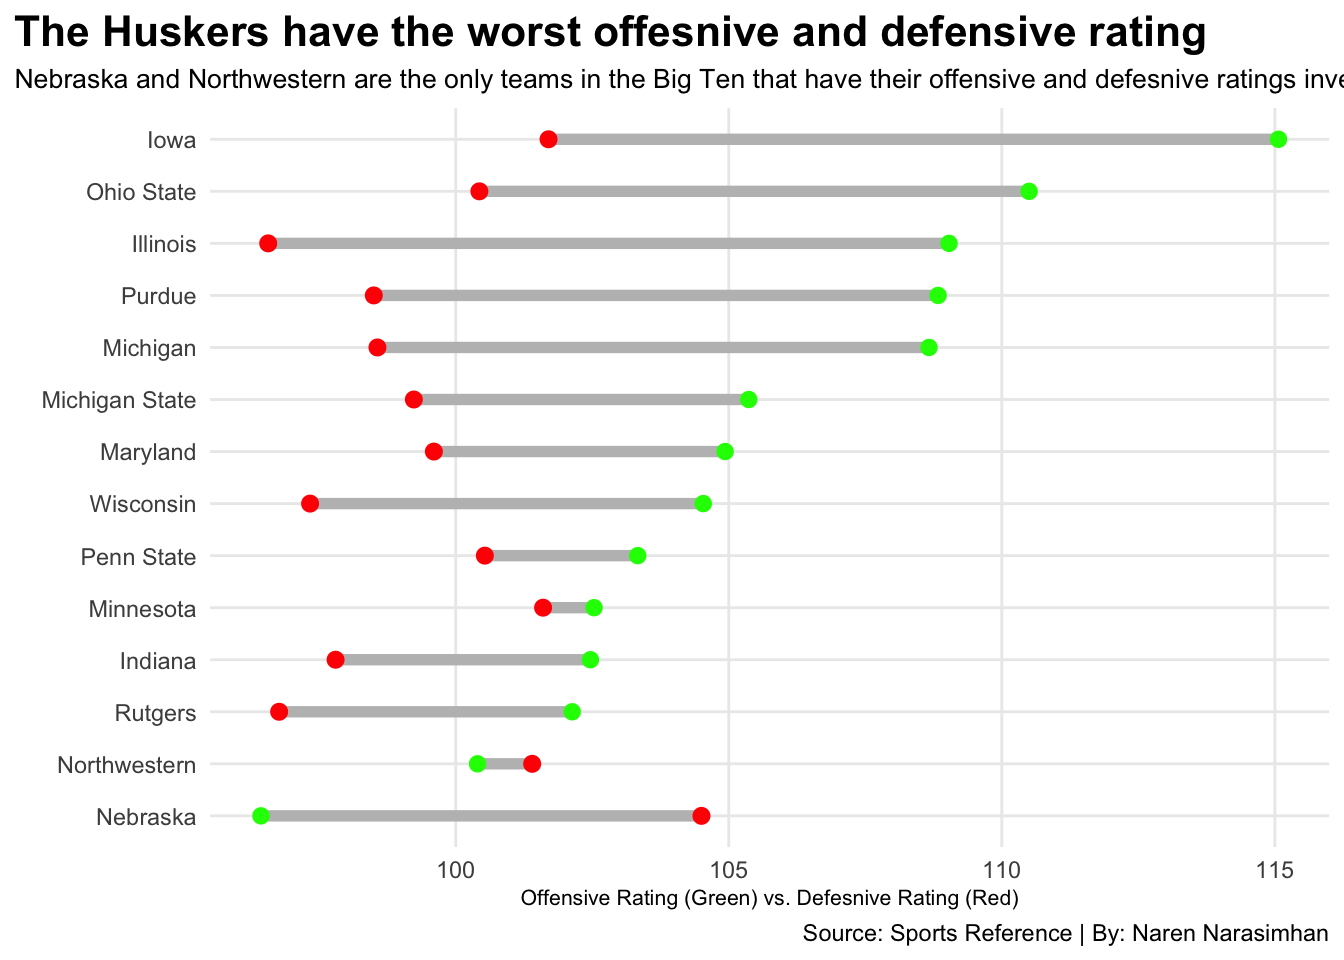 The Huskers have the worst offesnive and defensive rating
Nebraska and Northwestern are the only teams in the Big Ten that have their offensive and defesnive ratings inve
Iowa
Ohio State
Illinois
Purdue
Michigan
Michigan State
Maryland
Wisconsin
Penn State
Minnesota
Indiana
Rutgers
Northwestern
Nebraska
100 105 110 115
Offensive Rating (Green) vs. Defesnive Rating (Red)
Source: Sports Reference | By: Naren Narasimhan